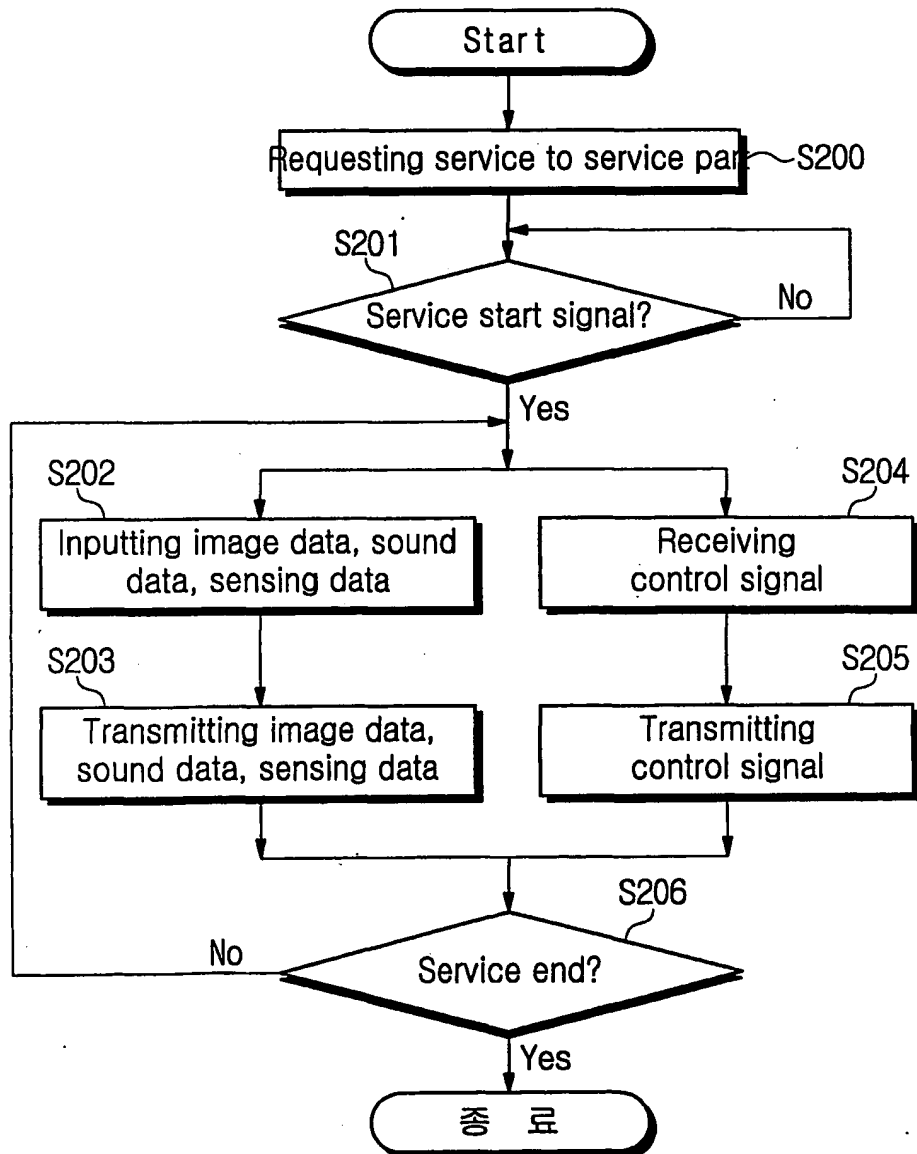 Start
Requesting service to service part
S200
S201
Service start signal?
No
Yes
S202
Inputting image data, sound
data, sensing data
S204
Receiving
control signal
S203
Transmitting image data,
sound data, sensing data
S205
Transmitting
control signal
S206
Service end?
No
Yes
종 료